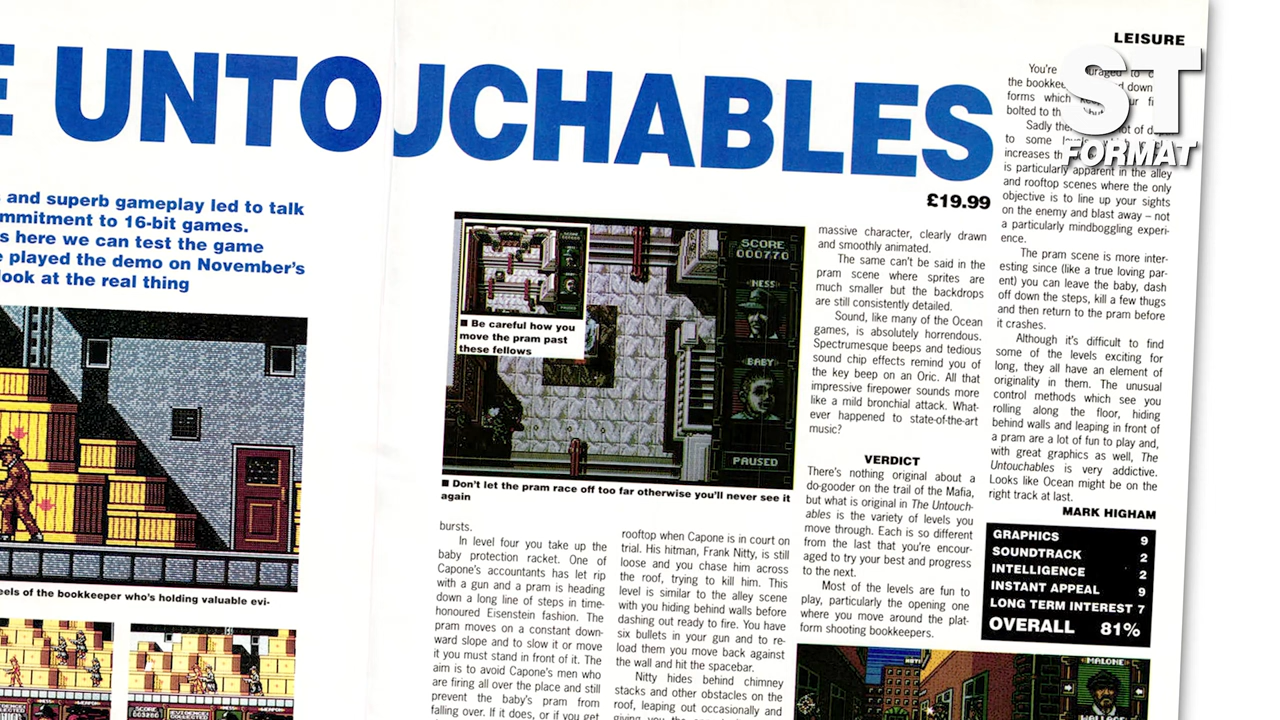 LEISURE
ST
FORMAT
E UNTOUCHABLES
£19.99
s and superb gameplay led to talk
mmitment to 16-bit games.
s here we can test the game
e played the demo on November's
look at the real thing
eels of the bookkeeper who's holding valuable evi-
SCORE
000770
NESS
BABY
PAUSED
■ Be careful how you
move the pram past
these fellows
■ Don't let the pram race off too far otherwise you'll never see it
again
bursts.
In level four you take up the
baby protection racket. One of
Capone's accountants has let rip
with a gun and a pram is heading
down a long line of steps in time-
honoured Eisenstein fashion. The
pram moves on a constant down-
ward slope and to slow it or move
it you must stand in front of it. The
aim is to avoid Capone's men who
are firing all over the place and still
prevent the baby's pram from
falling over. If it does, or if you get
rooftop when Capone is in court on
trial. His hitman, Frank Nitty, is still
loose and you chase him across
the roof, trying to kill him. This
level is similar to the alley scene
with you hiding behind walls before
dashing out ready to fire. You have
six bullets in your gun and to re-
load them you move back against
the wall and hit the spacebar.
Nitty hides behind chimney
stacks and other obstacles on the
roof, leaping out occasionally and
massive character, clearly drawn
and smoothly animated.
The same can't be said in the
pram scene where sprites are
much smaller but the backdrops
are still consistently detailed.
Sound, like many of the Ocean
games, is absolutely horrendous.
Spectrumesque beeps and tedious
sound chip effects remind you of
the key beep on an Oric. All that
impressive firepower sounds more
like a mild bronchial attack. What-
ever happened to state-of-the-art
music?
VERDICT
There's nothing original about a
do-gooder on the trail of the Mafia,
but what is original in The Untouch-
ables is the variety of levels you
move through. Each is so different
from the last that you're encour-
aged to try your best and progress
to the next.
Most of the levels are fun to
play, particularly the opening one
where you move around the plat-
form shooting bookkeepers.
You're
the bookkee down
forms which
bolted to th
Sadly the ot of
to some
increases th
is particularly apparent in the alley
and rooftop scenes where the only
objective is to line up your sights
on the enemy and blast away – not
a particularly mindboggling experi-
ence.
The pram scene is more inter-
esting since (like a true loving par-
ent) you can leave the baby, dash
off down the steps, kill a few thugs
and then return to the pram before
it crashes.
Although it's difficult to find
some of the levels exciting for
long, they all have an element of
originality in them. The unusual
control methods which see you
rolling along the floor, hiding
behind walls and leaping in front of
a pram are a lot of fun to play and,
with great graphics as well, The
Untouchables is very addictive.
Looks like Ocean might be on the
right track at last.
MARK HIGHAM
GRAPHICS 9
SOUNDTRACK 2
INTELLIGENCE 2
INSTANT APPEAL 9
LONG TERM INTEREST 7
OVERALL 81%
MALONE